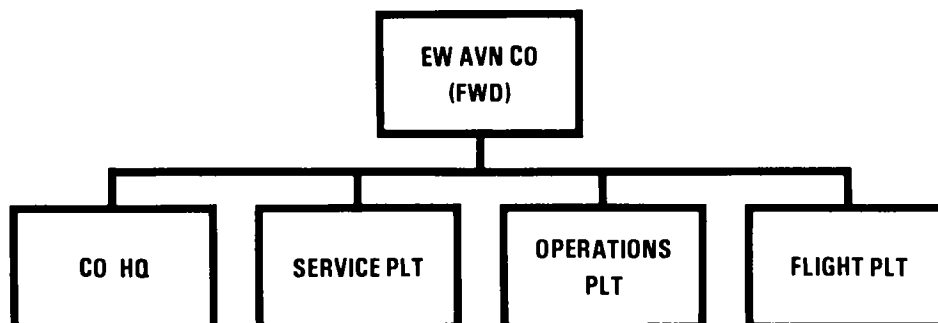 EW AVN CO
(FWD)
CO HQ
SERVICE PLT
OPERATIONS
PLT
FLIGHT PLT